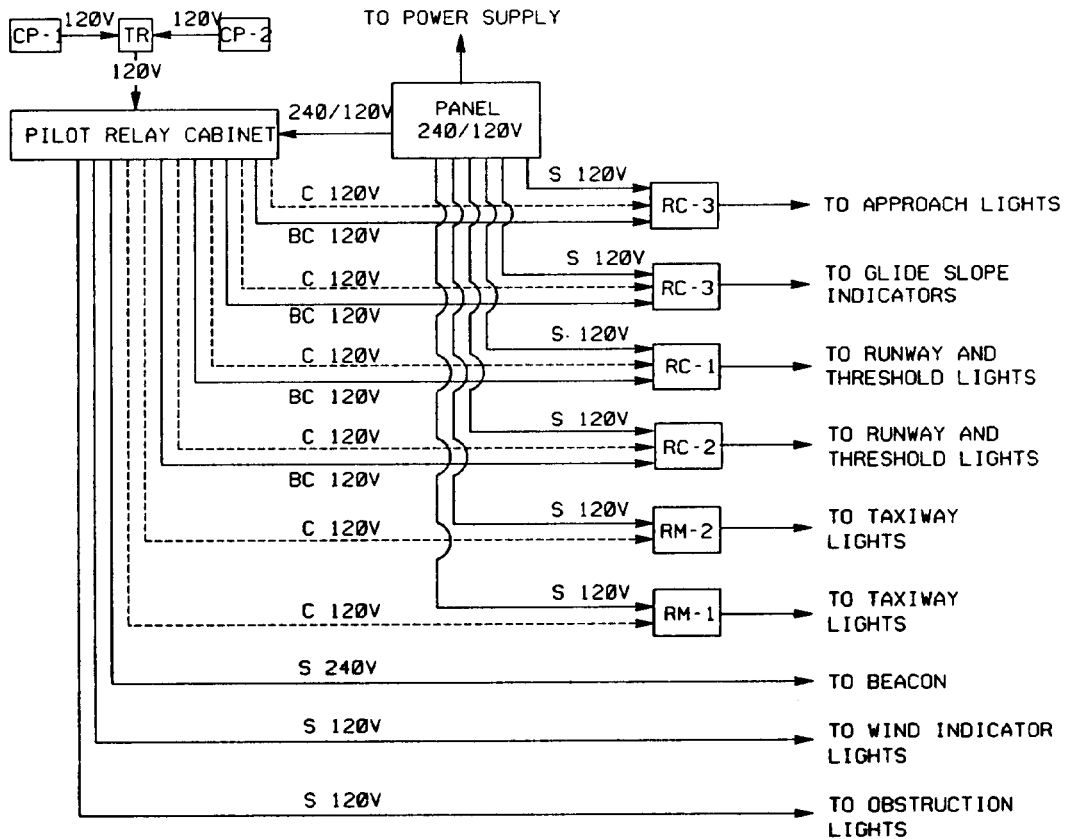 TO POWER SUPPLY
120V
120V
CP-1
TR
CP-2
120V
PANEL
240/120V
240/120V
PILOT RELAY CABINET
S 120V
C 120V
RC-3
TO APPROACH LIGHTS
BC 120V
S 120V
C 120V
RC-3
TO GLIDE SLOPE
INDICATORS
BC 120V
S 120V
C 120V
RC-1
TO RUNWAY AND
THRESHOLD LIGHTS
BC 120V
S 120V
C 120V
RC-2
TO RUNWAY AND
THRESHOLD LIGHTS
BC 120V
S 120V
C 120V
RM-2
TO TAXIWAY
LIGHTS
S 120V
C 120V
RM-1
TO TAXIWAY
LIGHTS
S 240V
TO BEACON
S 120V
TO WIND INDICATOR
LIGHTS
S 120V
TO OBSTRUCTION
LIGHTS